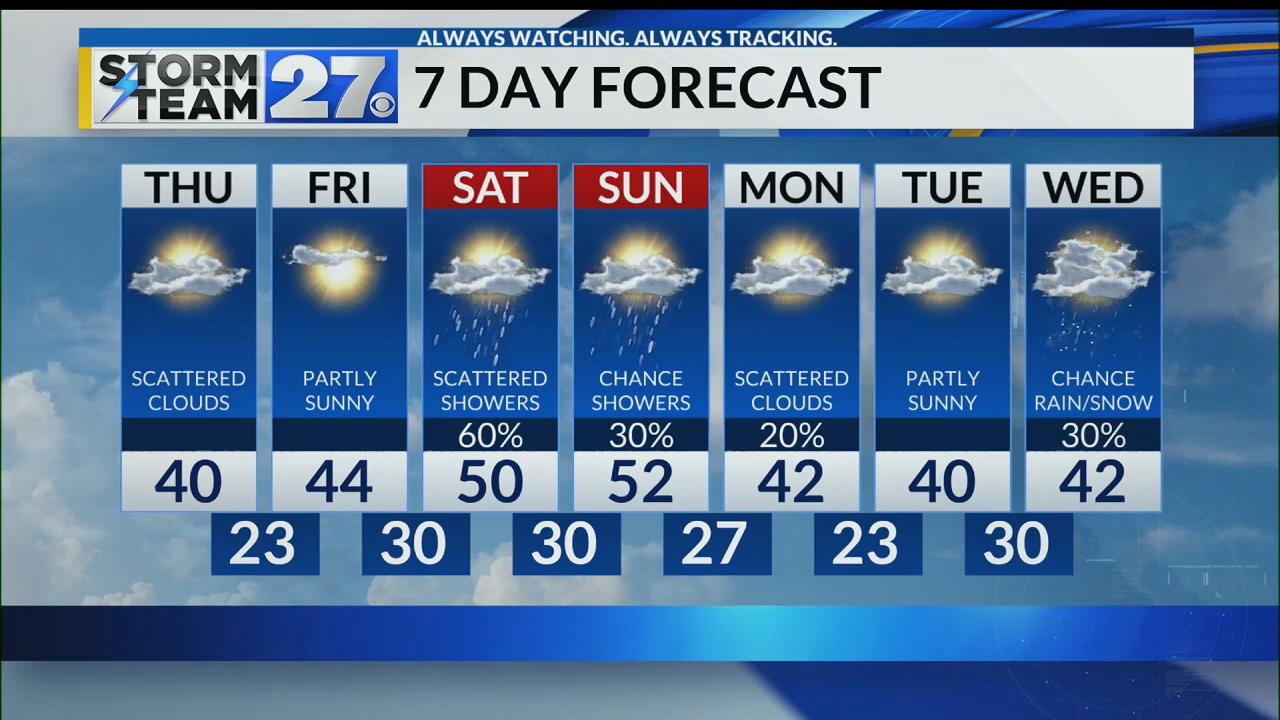 ALWAYS WATCHING. ALWAYS TRACKING.
STORM TEAM 27 7 DAY FORECAST
THU FRI SAT SUN MON TUE WED
SCATTERED PARTLY SCATTERED CHANCE SCATTERED PARTLY CHANCE
CLOUDS SUNNY SHOWERS SHOWERS CLOUDS SUNNY RAIN/SNOW
60% 30% 20% 30%
40 44 50 52 42 40 42
23 30 30 27 23 30